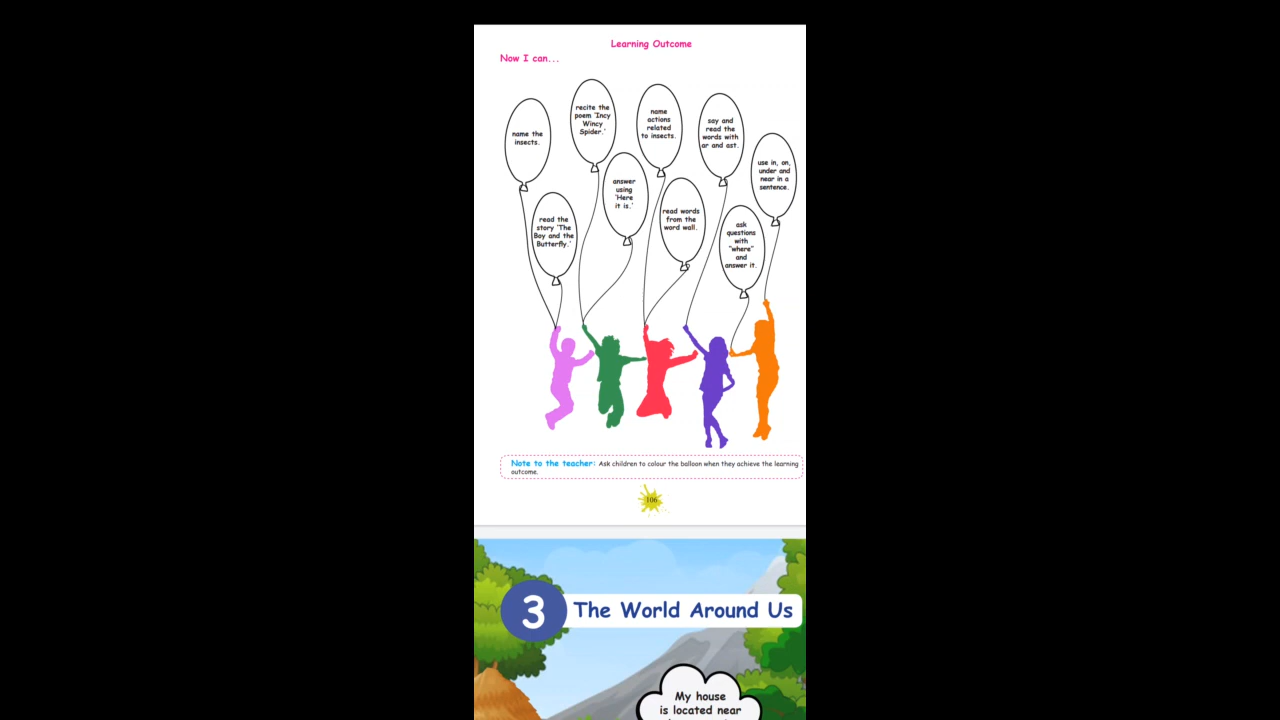 Learning Outcome
Now I can...
name the
insects.
recite the
poem 'Incy
Wincy
Spider.'
name
actions
related
to insects.
say and
read the
words with
ar and ast.
use in, on,
under and
near in a
sentence.
read the
story 'The
Boy and the
Butterfly.'
answer
using
'Here
it is.'
read words
from the
word wall.
ask
questions
with
"where"
and
answer it.
Note to the teacher: Ask children to colour the balloon when they achieve the learning
outcome.
106
3 The World Around Us
My house
is located near